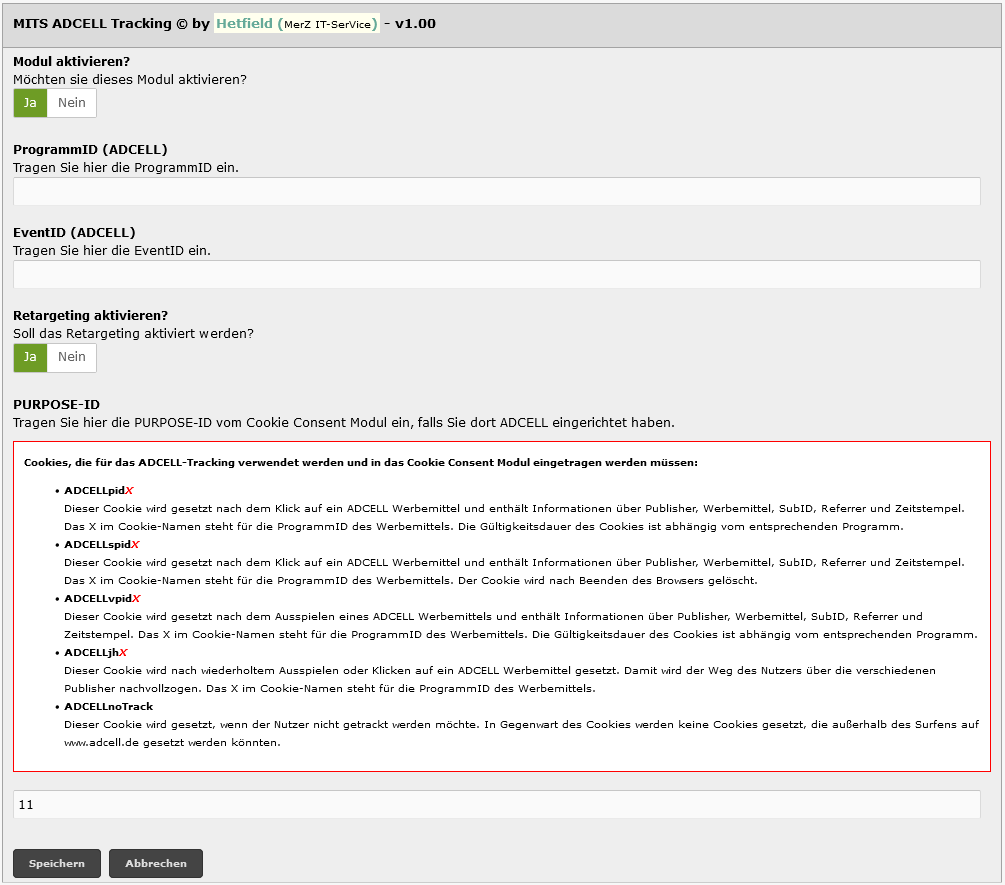 MITS ADCELL Tracking © by Hetfield (MerZ IT-SerVice) - v1.00
Modul aktivieren?
Möchten sie dieses Modul aktivieren?
Ja Nein
ProgrammID (ADCELL)
Tragen Sie hier die ProgrammID ein.
EventID (ADCELL)
Tragen Sie hier die EventID ein.
Retargeting aktivieren?
Soll das Retargeting aktiviert werden?
Ja Nein
PURPOSE-ID
Tragen Sie hier die PURPOSE-ID vom Cookie Consent Modul ein, falls Sie dort ADCELL eingerichtet haben.
Cookies, die für das ADCELL-Tracking verwendet werden und in das Cookie Consent Modul eingetragen werden müssen:
• ADCELLpidX
Dieser Cookie wird gesetzt nach dem Klick auf ein ADCELL Werbemittel und enthält Informationen über Publisher, Werbemittel, SubID, Referrer und Zeitstempel.
Das X im Cookie-Namen steht für die ProgrammID des Werbemittels. Die Gültigkeitsdauer des Cookies ist abhängig vom entsprechenden Programm.
• ADCELLspidX
Dieser Cookie wird gesetzt nach dem Klick auf ein ADCELL Werbemittel und enthält Informationen über Publisher, Werbemittel, SubID, Referrer und Zeitstempel.
Das X im Cookie-Namen steht für die ProgrammID des Werbemittels. Der Cookie wird nach Beenden des Browsers gelöscht.
• ADCELLvpidX
Dieser Cookie wird gesetzt nach dem Ausspielen eines ADCELL Werbemittels und enthält Informationen über Publisher, Werbemittel, SubID, Referrer und
Zeitstempel. Das X im Cookie-Namen steht für die ProgrammID des Werbemittels. Die Gültigkeitsdauer des Cookies ist abhängig vom entsprechenden Programm.
• ADCELLjhX
Dieser Cookie wird nach wiederholtem Ausspielen oder Klicken auf ein ADCELL Werbemittel gesetzt. Damit wird der Weg des Nutzers über die verschiedenen
Publisher nachvollzogen. Das X im Cookie-Namen steht für die ProgrammID des Werbemittels.
• ADCELLnoTrack
Dieser Cookie wird gesetzt, wenn der Nutzer nicht getrackt werden möchte. In Gegenwart des Cookies werden keine Cookies gesetzt, die außerhalb des Surfens auf
www.adcell.de gesetzt werden könnten.
11
Speichern Abbrechen